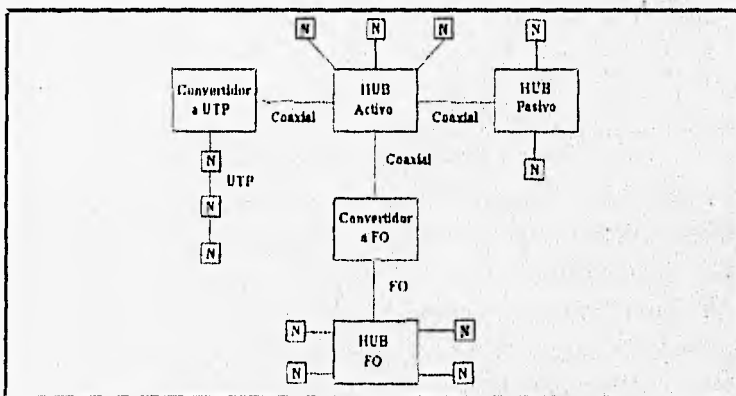 N N N
N
Convertidor
a UTP
HUB
Activo
HUB
Pasivo
Coaxial
Coaxial
N
UTP
N
N
Coaxial
N
Convertidor
a FO
FO
N
N
HUB
FO
N
N